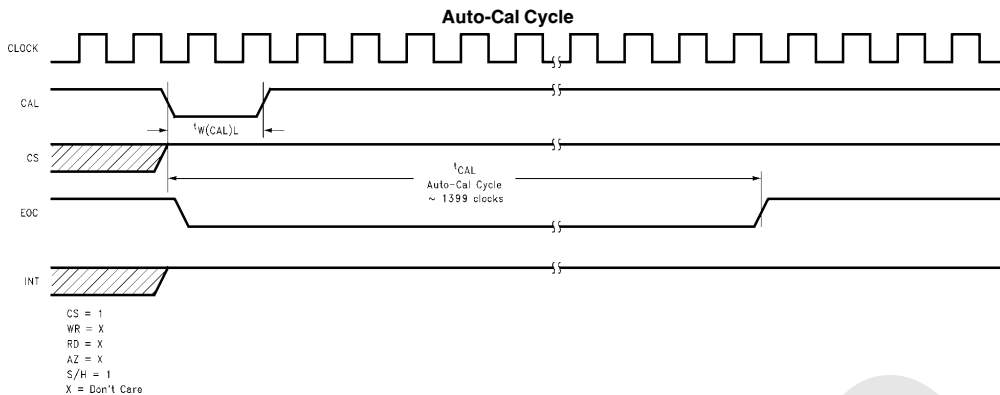 Auto-Cal Cycle
CLOCK
CAL
tW(CAL)L
CS
tCAL
Auto-Cal Cycle
~ 1399 clocks
EOC
INT
CS = 1
WR = X
RD = X
AZ = X
S/H = 1
X = Don't Care